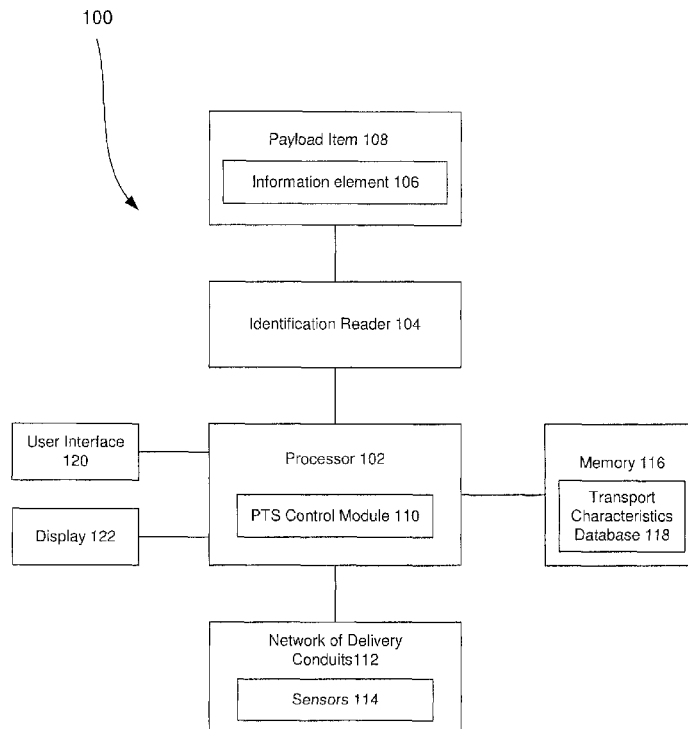 100
Payload Item 108
Information element 106
Identification Reader 104
User Interface
120
Processor 102
Memory 116
PTS Control Module 110
Transport
Characteristics
Database 118
Display 122
Network of Delivery
Conduits112
Sensors 114